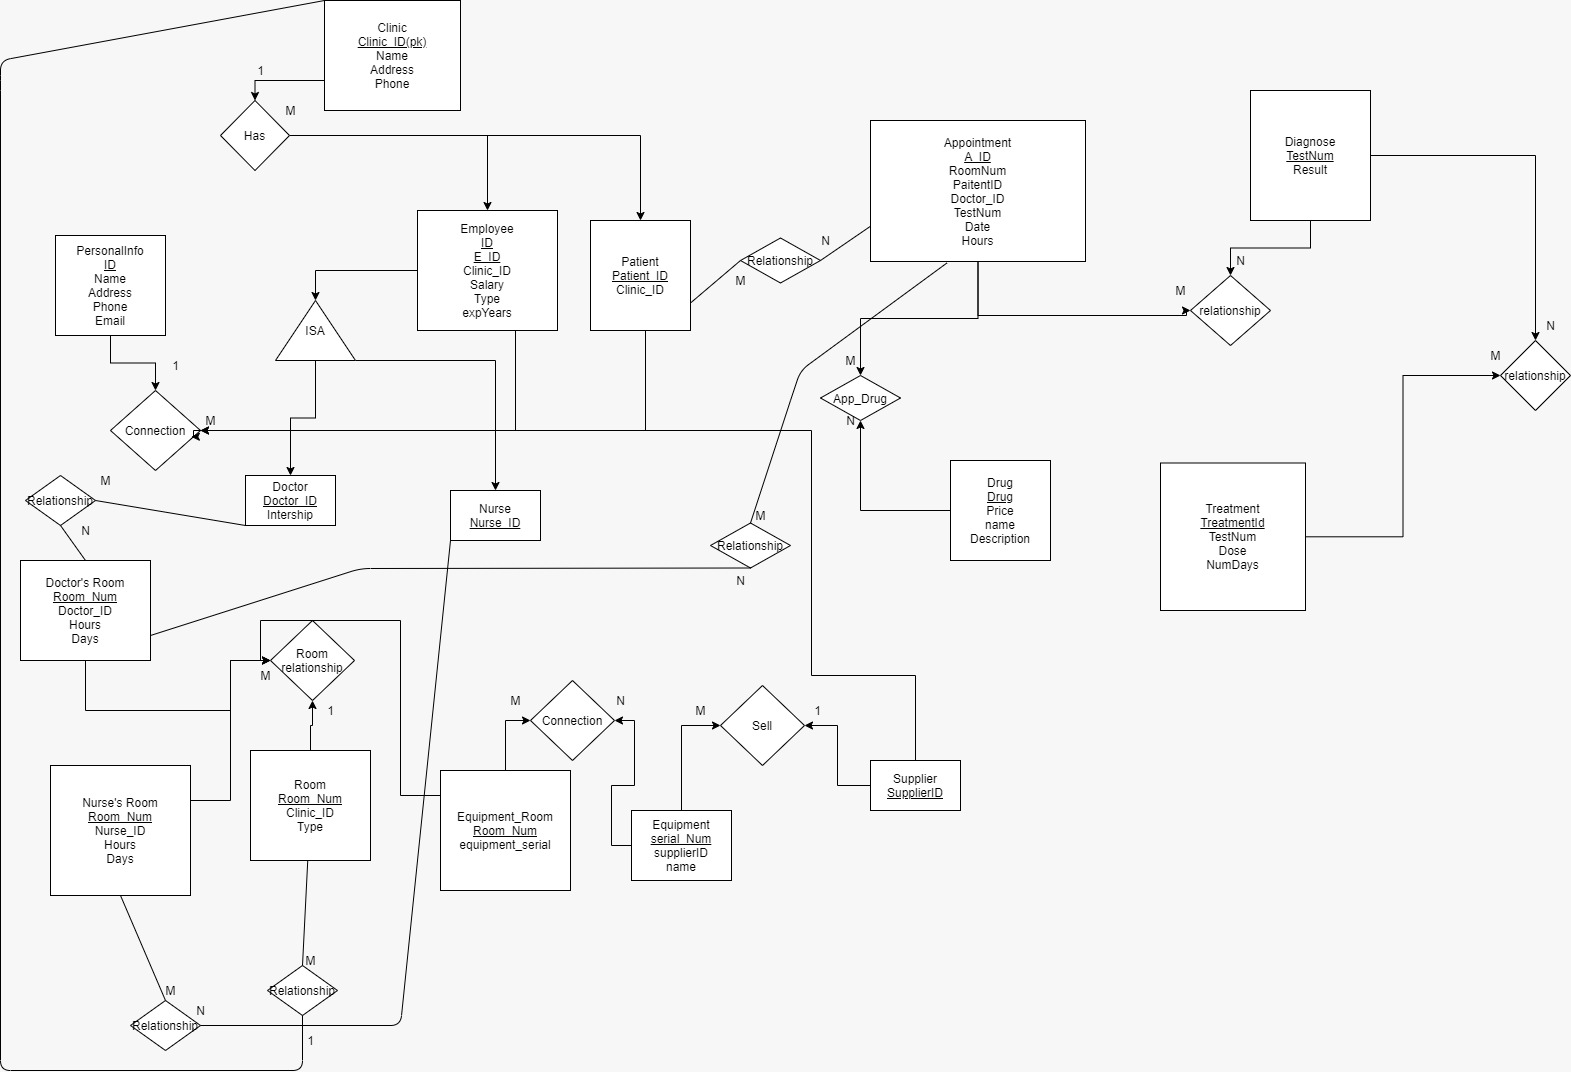 Clinic
Clinic_ID(pk)
Name
Address
Phone
1
M
Has
Diagnose
TestNum
Result
Appointment
A_ID
RoomNum
PaitentID
Doctor_ID
TestNum
Date
Hours
Employee
ID
E_ID
Clinic_ID
Salary
Type
expYears
Patient
Patient_ID
Clinic_ID
Relationship
N
M
PersonalInfo
ID
Name
Address
Phone
Email
N
M
relationship
ISA
N
M
relationship
1
M
Connection
M
App_Drug
N
Doctor
Doctor_ID
Intership
M
Relationship
N
Nurse
Nurse_ID
Drug
Drug
Price
name
Description
Treatment
TreatmentId
TestNum
Dose
NumDays
M
Relationship
N
Doctor's Room
Room_Num
Doctor_ID
Hours
Days
Room
relationship
M
1
M
Connection
N
M
Sell
1
Nurse's Room
Room_Num
Nurse_ID
Hours
Days
Room
Room_Num
Clinic_ID
Type
Equipment_Room
Room_Num
equipment_serial
Equipment
serial_Num
supplierID
name
Supplier
SupplierID
M
Relationship
1
M
N
Relationship